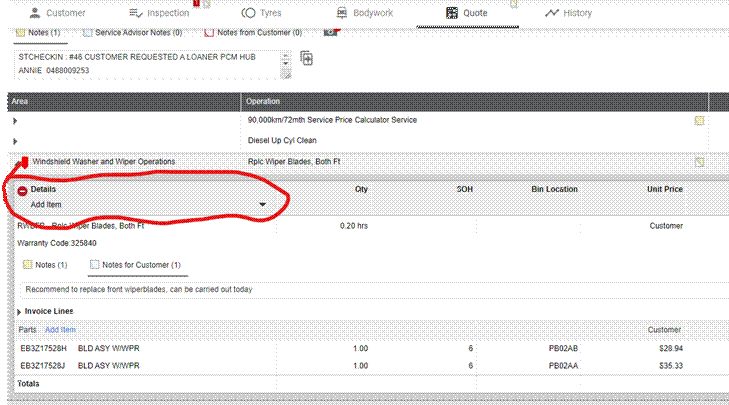 Customer Inspection Tyres Bodywork Quote History
Notes (1) Service Advisor Notes (0) Notes from Customer (0)
STCHECKIN : #46 CUSTOMER REQUESTED A LOANER PCM HUB
ANNIE 0488009253
Area Operation
90,000km/72mth Service Price Calculator Service
Diesel Up Cyl Clean
Windshield Washer and Wiper Operations Rplc Wiper Blades, Both Ft
Details Qty SOH Bin Location Unit Price
Add Item
Rplc Wiper Blades, Both Ft 0.20 hrs Customer
Warranty Code:325840
Notes (1) Notes for Customer (1)
Recommend to replace front wiperblades, can be carried out today
Invoice Lines
Parts Add Item Customer
EB3Z17528H BLD ASY W/WPR 1.00 6 PB02AB $28.94
EB3Z17528J BLD ASY W/WPR 1.00 6 PB02AA $35.33
Totals